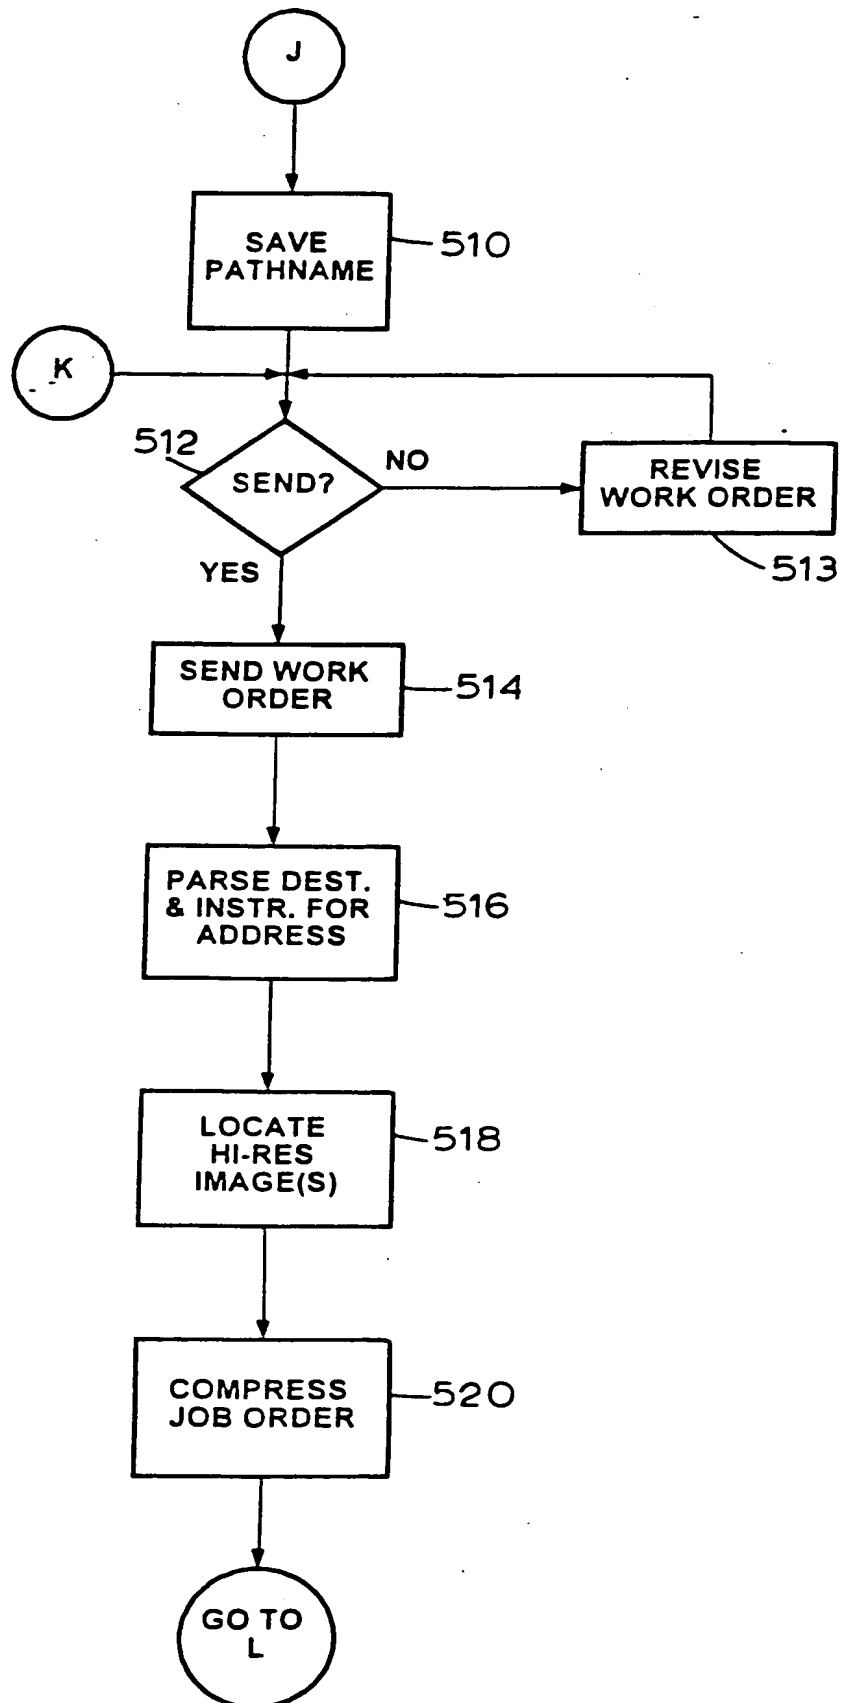 J
SAVE
PATHNAME
510
K
512
SEND?
NO
REVISE
WORK ORDER
513
YES
SEND WORK
ORDER
514
PARSE DEST.
& INSTR. FOR
ADDRESS
516
LOCATE
HI-RES
IMAGE(S)
518
COMPRESS
JOB ORDER
520
GO TO
L